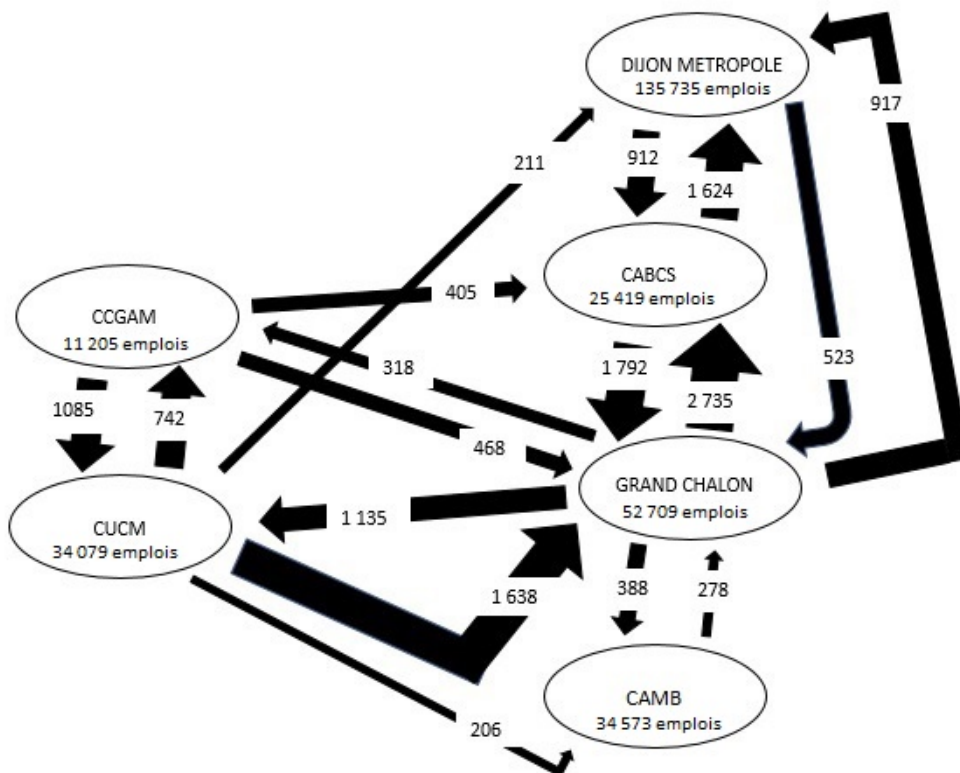 DIJON METROPOLE
135 735 emplois
917
912
211
1 624
CABCS
25 419 emplois
405
CCGAM
11 205 emplois
318
1 792
523
2 735
1085
742
468
GRAND CHALON
52 709 emplois
1 135
CUCM
34 079 emplois
1 638
388
278
CAMB
34 573 emplois
206